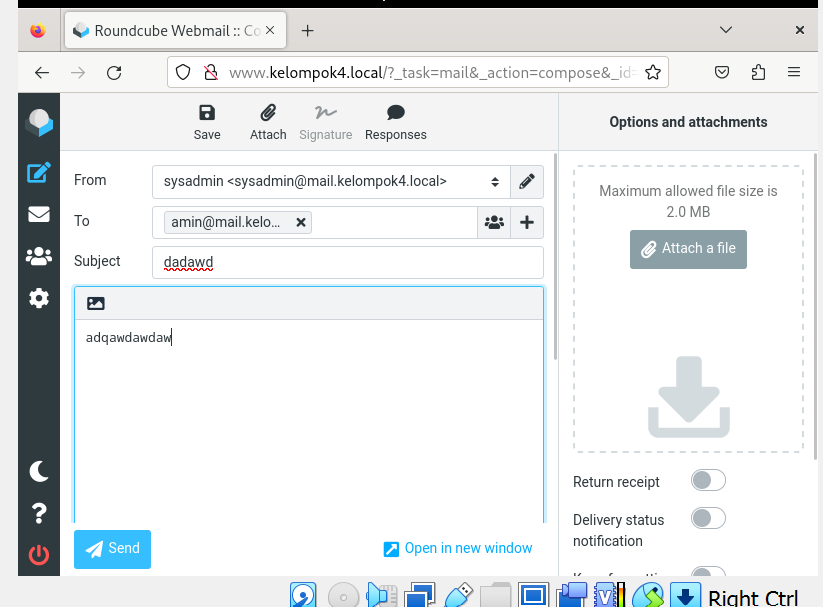 Roundcube Webmail :: Co
www.kelompok4.local/?_task=mail&_action=compose&_id=
Save
Attach
Signature
Responses
Options and attachments
From
sysadmin <sysadmin@mail.kelompok4.local>
To
amin@mail.kelo...
Subject
dadawd
adqawdawdaw
Send
Open in new window
Maximum allowed file size is
2.0 MB
Attach a file
Return receipt
Delivery status
notification
Right Ctrl